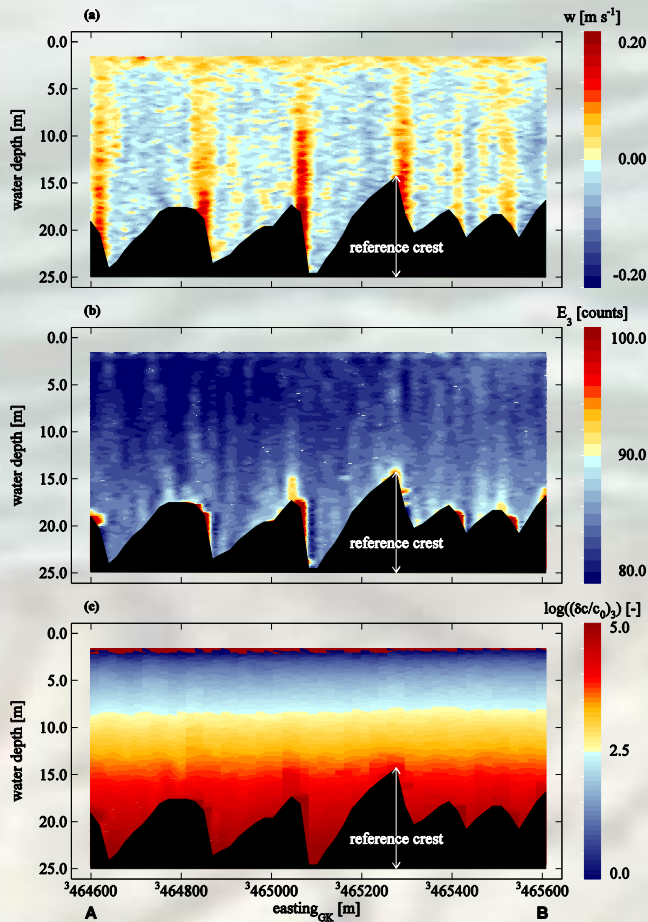 (a)
w [m s⁻¹]
0.0
5.0
10.0
15.0
20.0
25.0
water depth [m]
reference crest
0.20
0.00
-0.20
(b)
E₃ [counts]
0.0
5.0
10.0
15.0
20.0
25.0
water depth [m]
reference crest
100.0
90.0
80.0
(c)
log((δc/c₀)₃) [-]
0.0
5.0
10.0
15.0
20.0
25.0
water depth [m]
reference crest
5.0
2.5
0.0
³464600 ³464800 ³465000 ³465200 ³465400 ³465600
A easting_GK [m] B